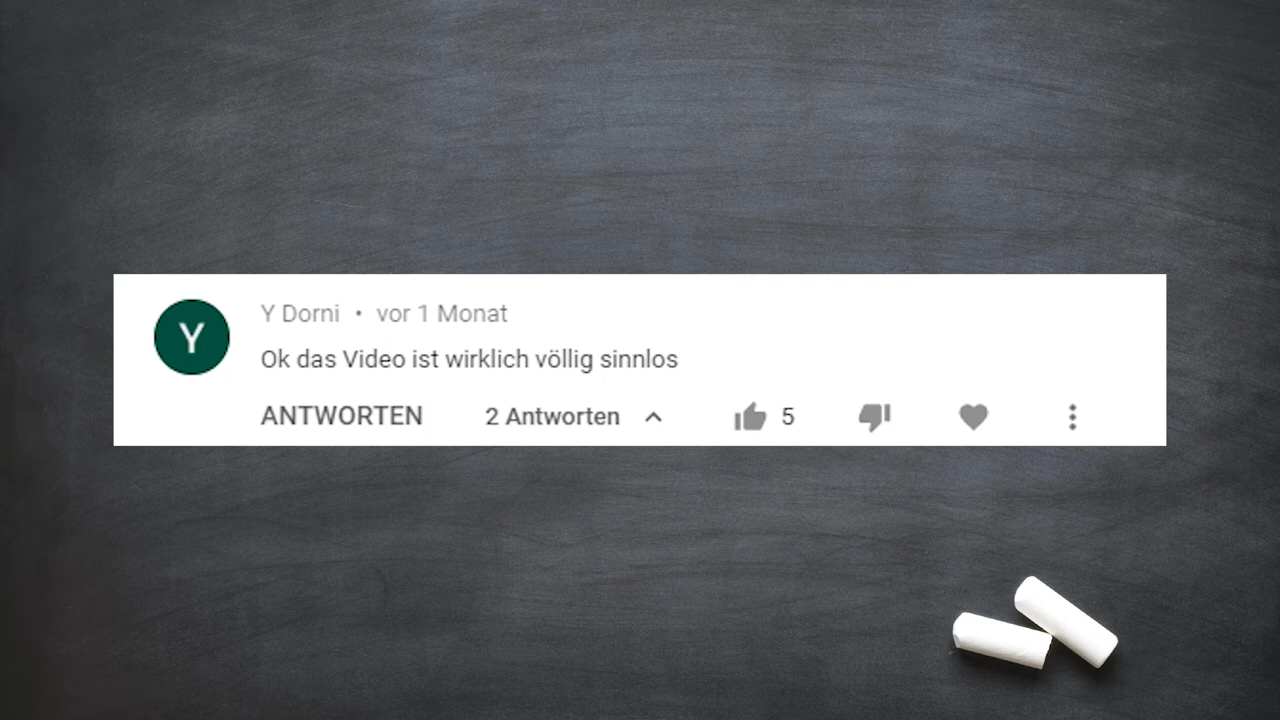 Y
Y Dorni • vor 1 Monat
Ok das Video ist wirklich völlig sinnlos
ANTWORTEN 2 Antworten 5